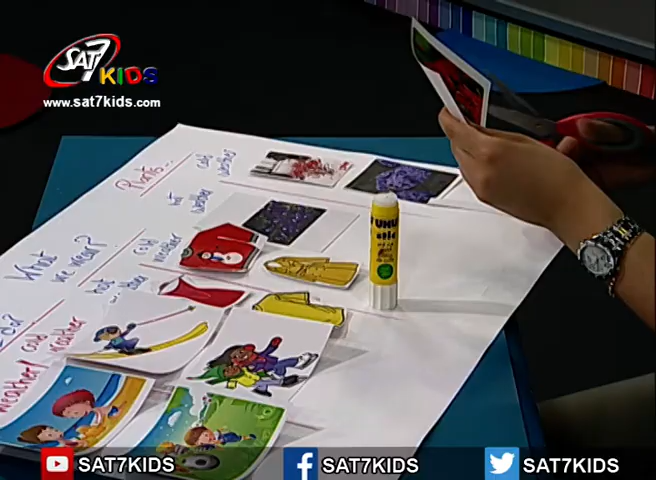 SAT7
KIDS
www.sat7kids.com
Plants...
cold
weather
hot
weather
What
we wear?
cold
weather
hot
cold
weather
weather
UHU
stic
SAT7KIDS
SAT7KIDS
SAT7KIDS